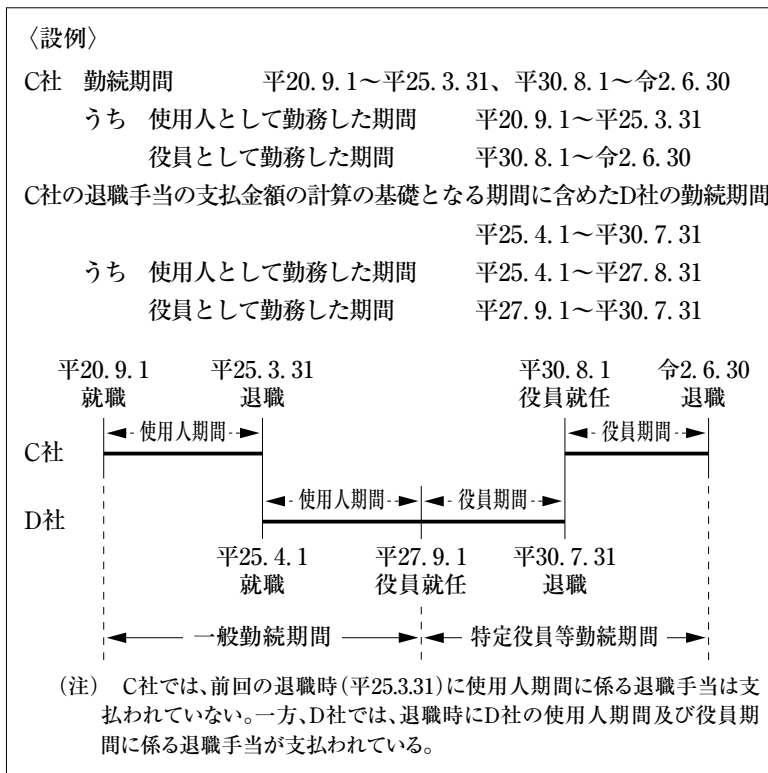 〈設例〉
C社 勤続期間 平20.9.1～平25.3.31、平30.8.1～令2.6.30
うち 使用人として勤務した期間 平20.9.1～平25.3.31
役員として勤務した期間 平30.8.1～令2.6.30
C社の退職手当の支払金額の計算の基礎となる期間に含めたD社の勤続期間
平25.4.1～平30.7.31
うち 使用人として勤務した期間 平25.4.1～平27.8.31
役員として勤務した期間 平27.9.1～平30.7.31
平20.9.1 平25.3.31 平30.8.1 令2.6.30
就職 退職 役員就任 退職
使用人期間 役員期間
C社
使用人期間 役員期間
D社
平25.4.1 平27.9.1 平30.7.31
就職 役員就任 退職
一般勤続期間 特定役員等勤続期間
(注) C社では、前回の退職時(平25.3.31)に使用人期間に係る退職手当は支
払われていない。一方、D社では、退職時にD社の使用人期間及び役員期
間に係る退職手当が支払われている。